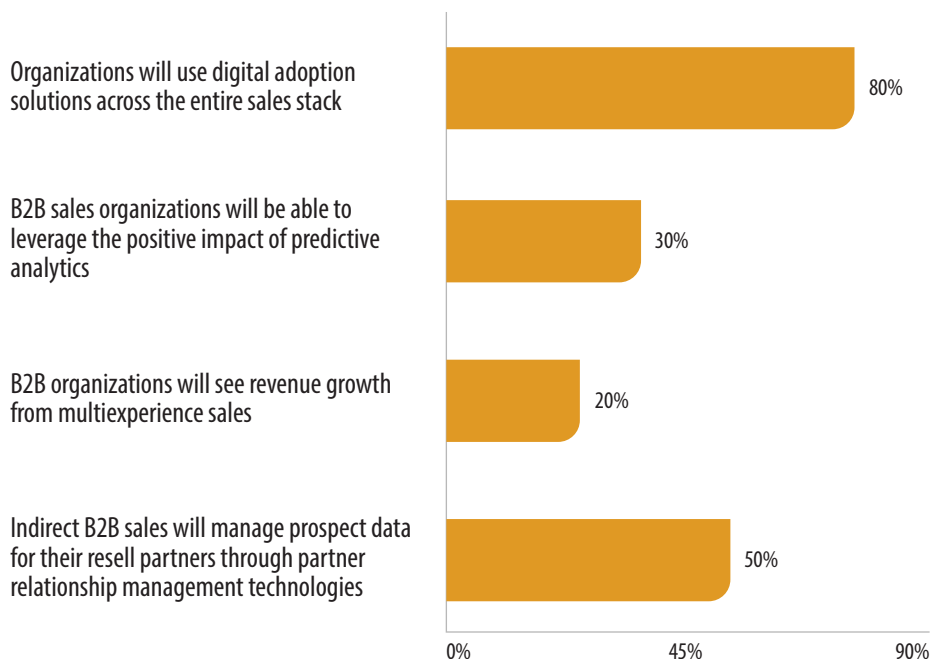 Organizations will use digital adoption
solutions across the entire sales stack
80%
B2B sales organizations will be able to
leverage the positive impact of predictive
analytics
30%
B2B organizations will see revenue growth
from multiexperience sales
20%
Indirect B2B sales will manage prospect data
for their resell partners through partner
relationship management technologies
50%
0%
45%
90%